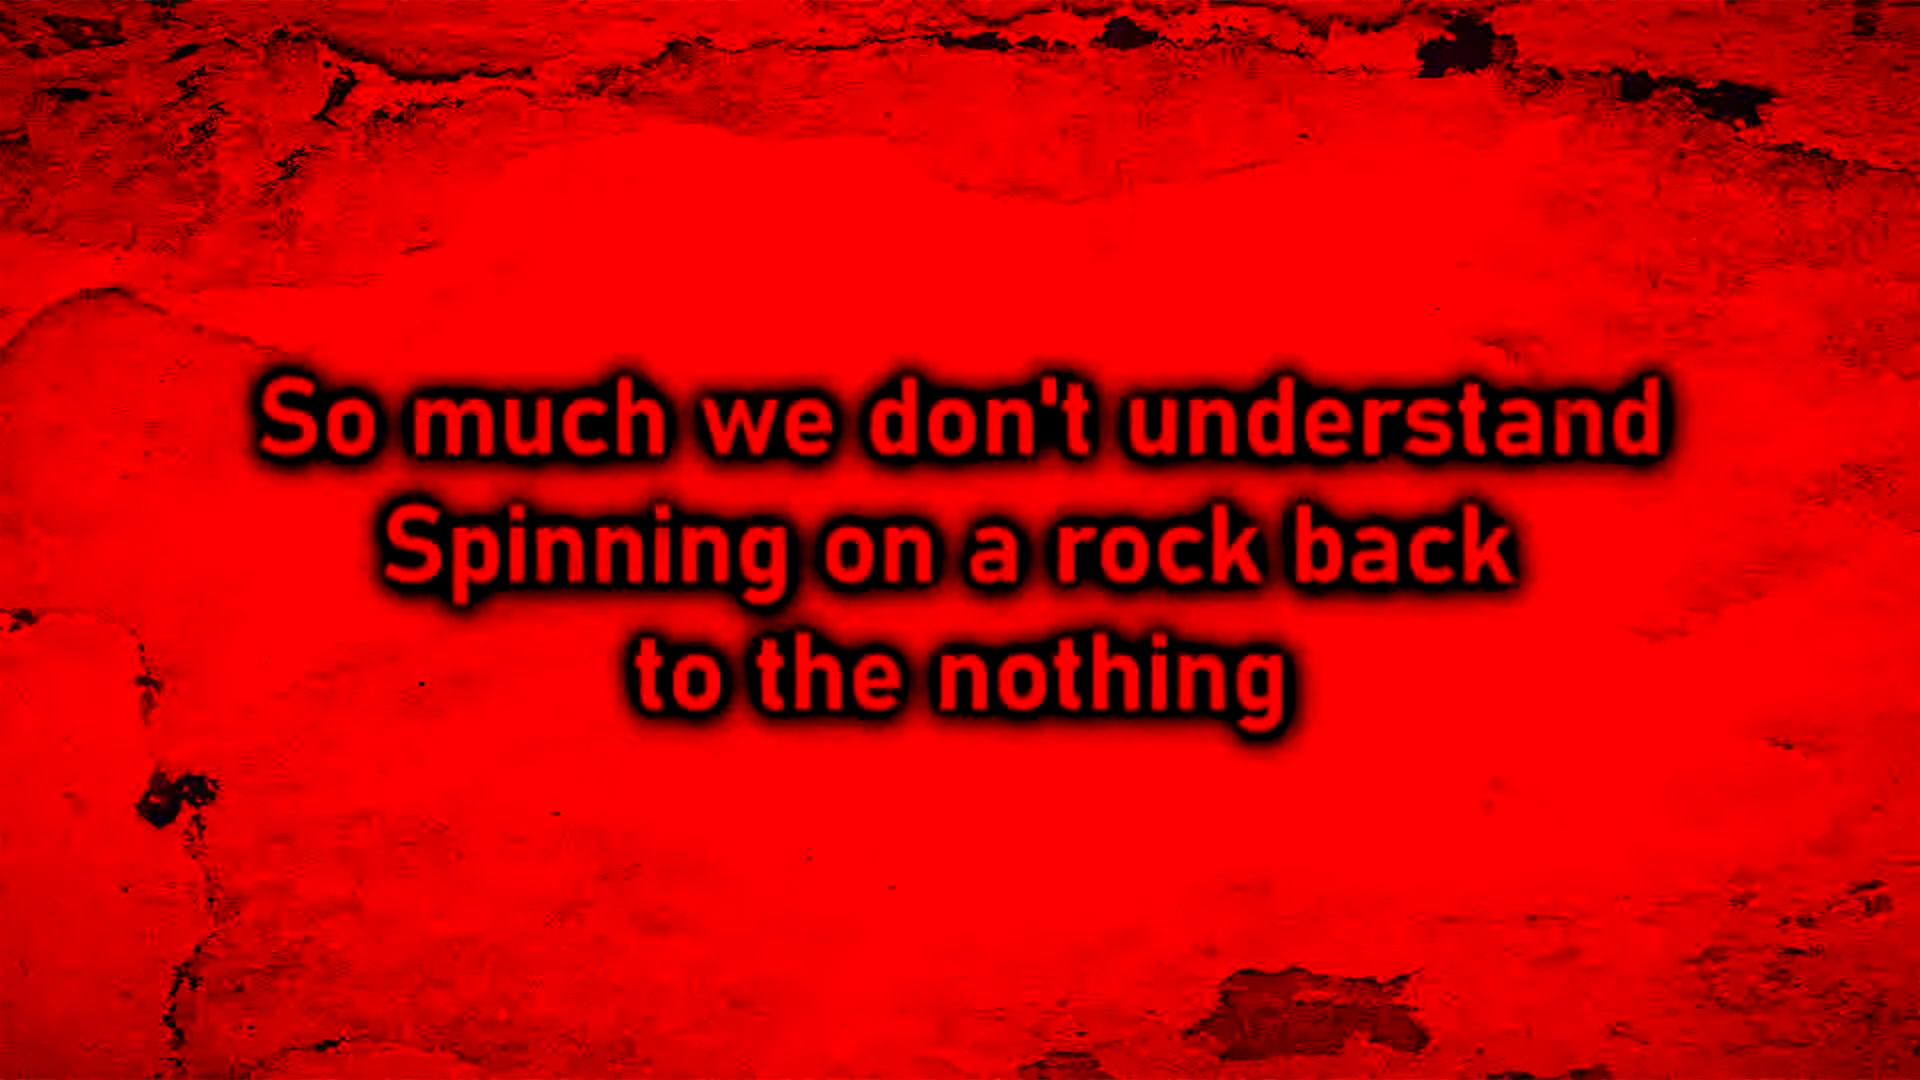 So much we don't understand
Spinning on a rock back
to the nothing